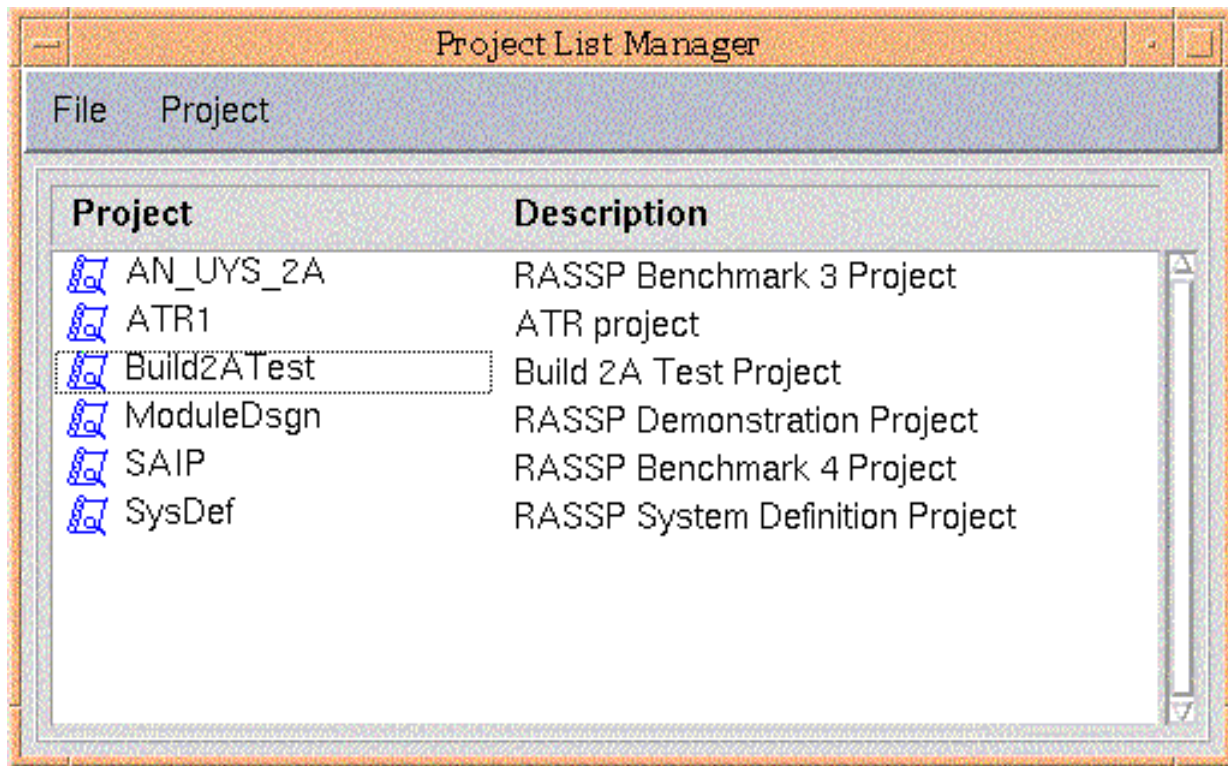 Project List Manager
File Project
Project Description
AN_UYS_2A RASSP Benchmark 3 Project
ATR1 ATR project
Build2ATest Build 2A Test Project
ModuleDsgn RASSP Demonstration Project
SAIP RASSP Benchmark 4 Project
SysDef RASSP System Definition Project